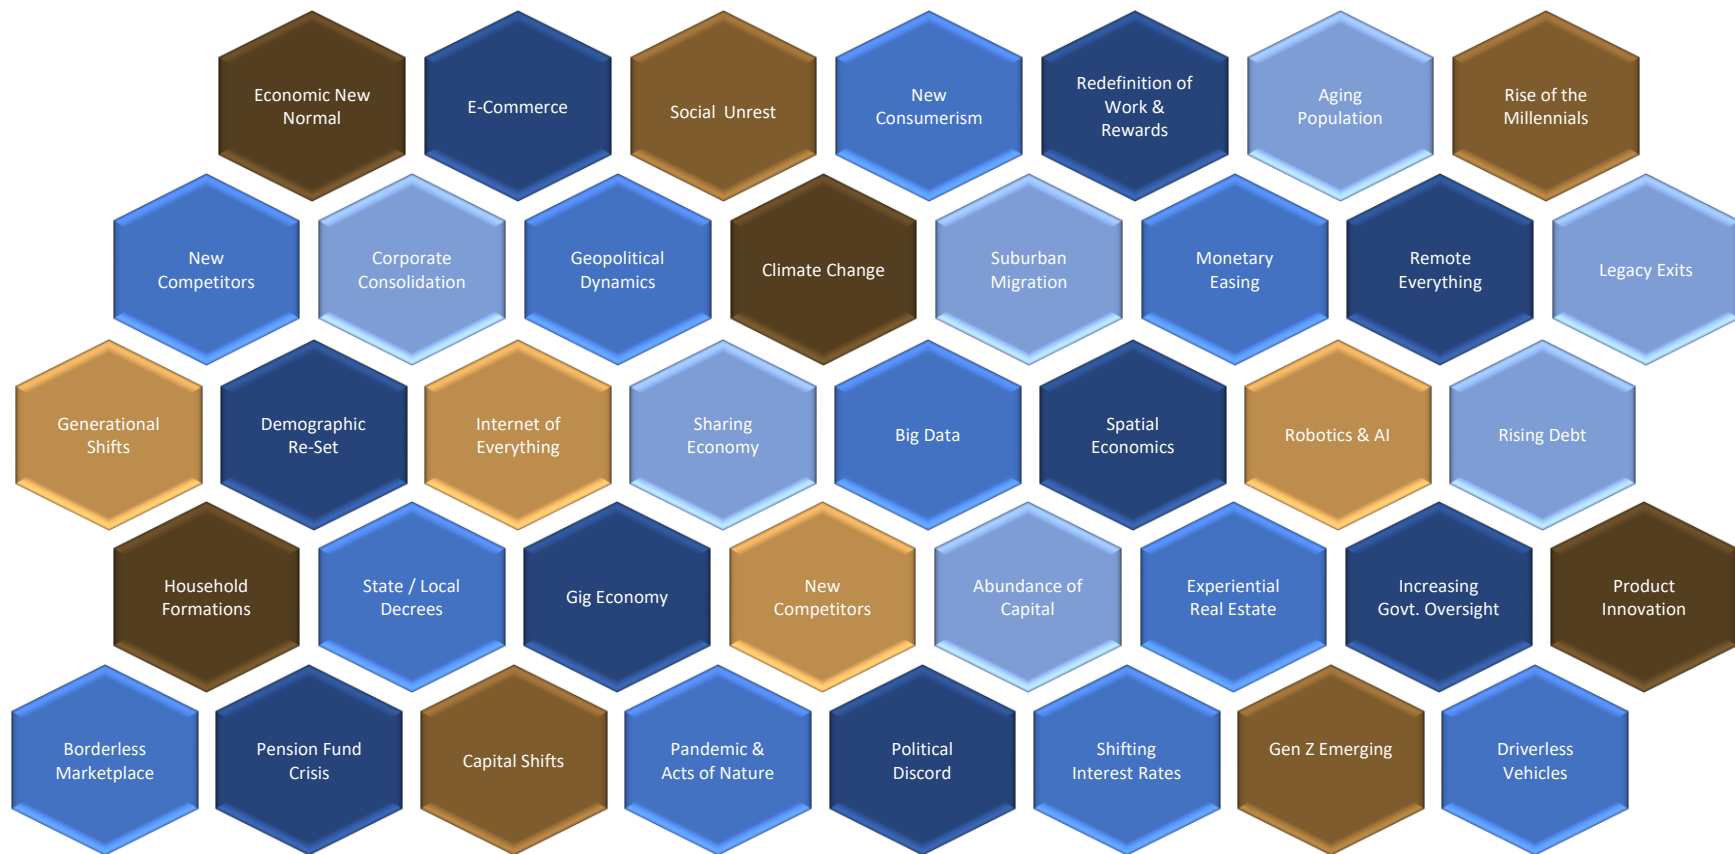 Economic New
Normal
E-Commerce
Social  Unrest
New
Consumerism
Redefinition of
Work &
Rewards
Aging
Population
Rise of the
Millennials
New
Competitors
Corporate
Consolidation
Geopolitical
Dynamics
Climate Change
Suburban
Migration
Monetary
Easing
Remote
Everything
Legacy Exits
Generational
Shifts
Demographic
Re-Set
Internet of
Everything
Sharing
Economy
Big Data
Spatial
Economics
Robotics & AI
Rising Debt
Household
Formations
State / Local
Decrees
Gig Economy
New
Competitors
Abundance of
Capital
Experiential
Real Estate
Increasing
Govt. Oversight
Product
Innovation
Borderless
Marketplace
Pension Fund
Crisis
Capital Shifts
Pandemic &
Acts of Nature
Political
Discord
Shifting
Interest Rates
Gen Z Emerging
Driverless
Vehicles